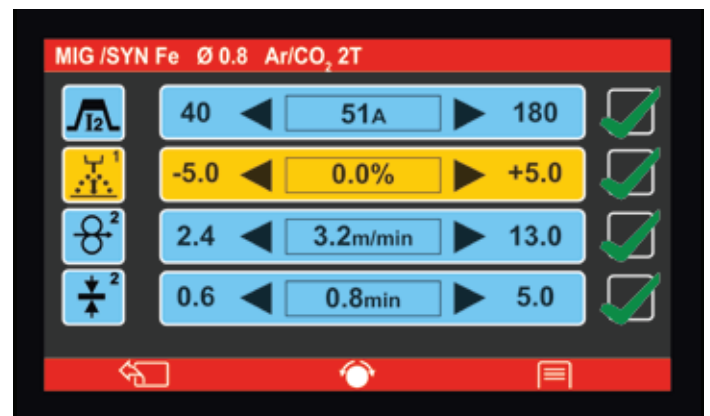 MIG /SYN Fe Ø 0.8 Ar/CO₂ 2T
I2 40 51A 180
1 -5.0 0.0% +5.0
2 2.4 3.2m/min 13.0
2 0.6 0.8min 5.0